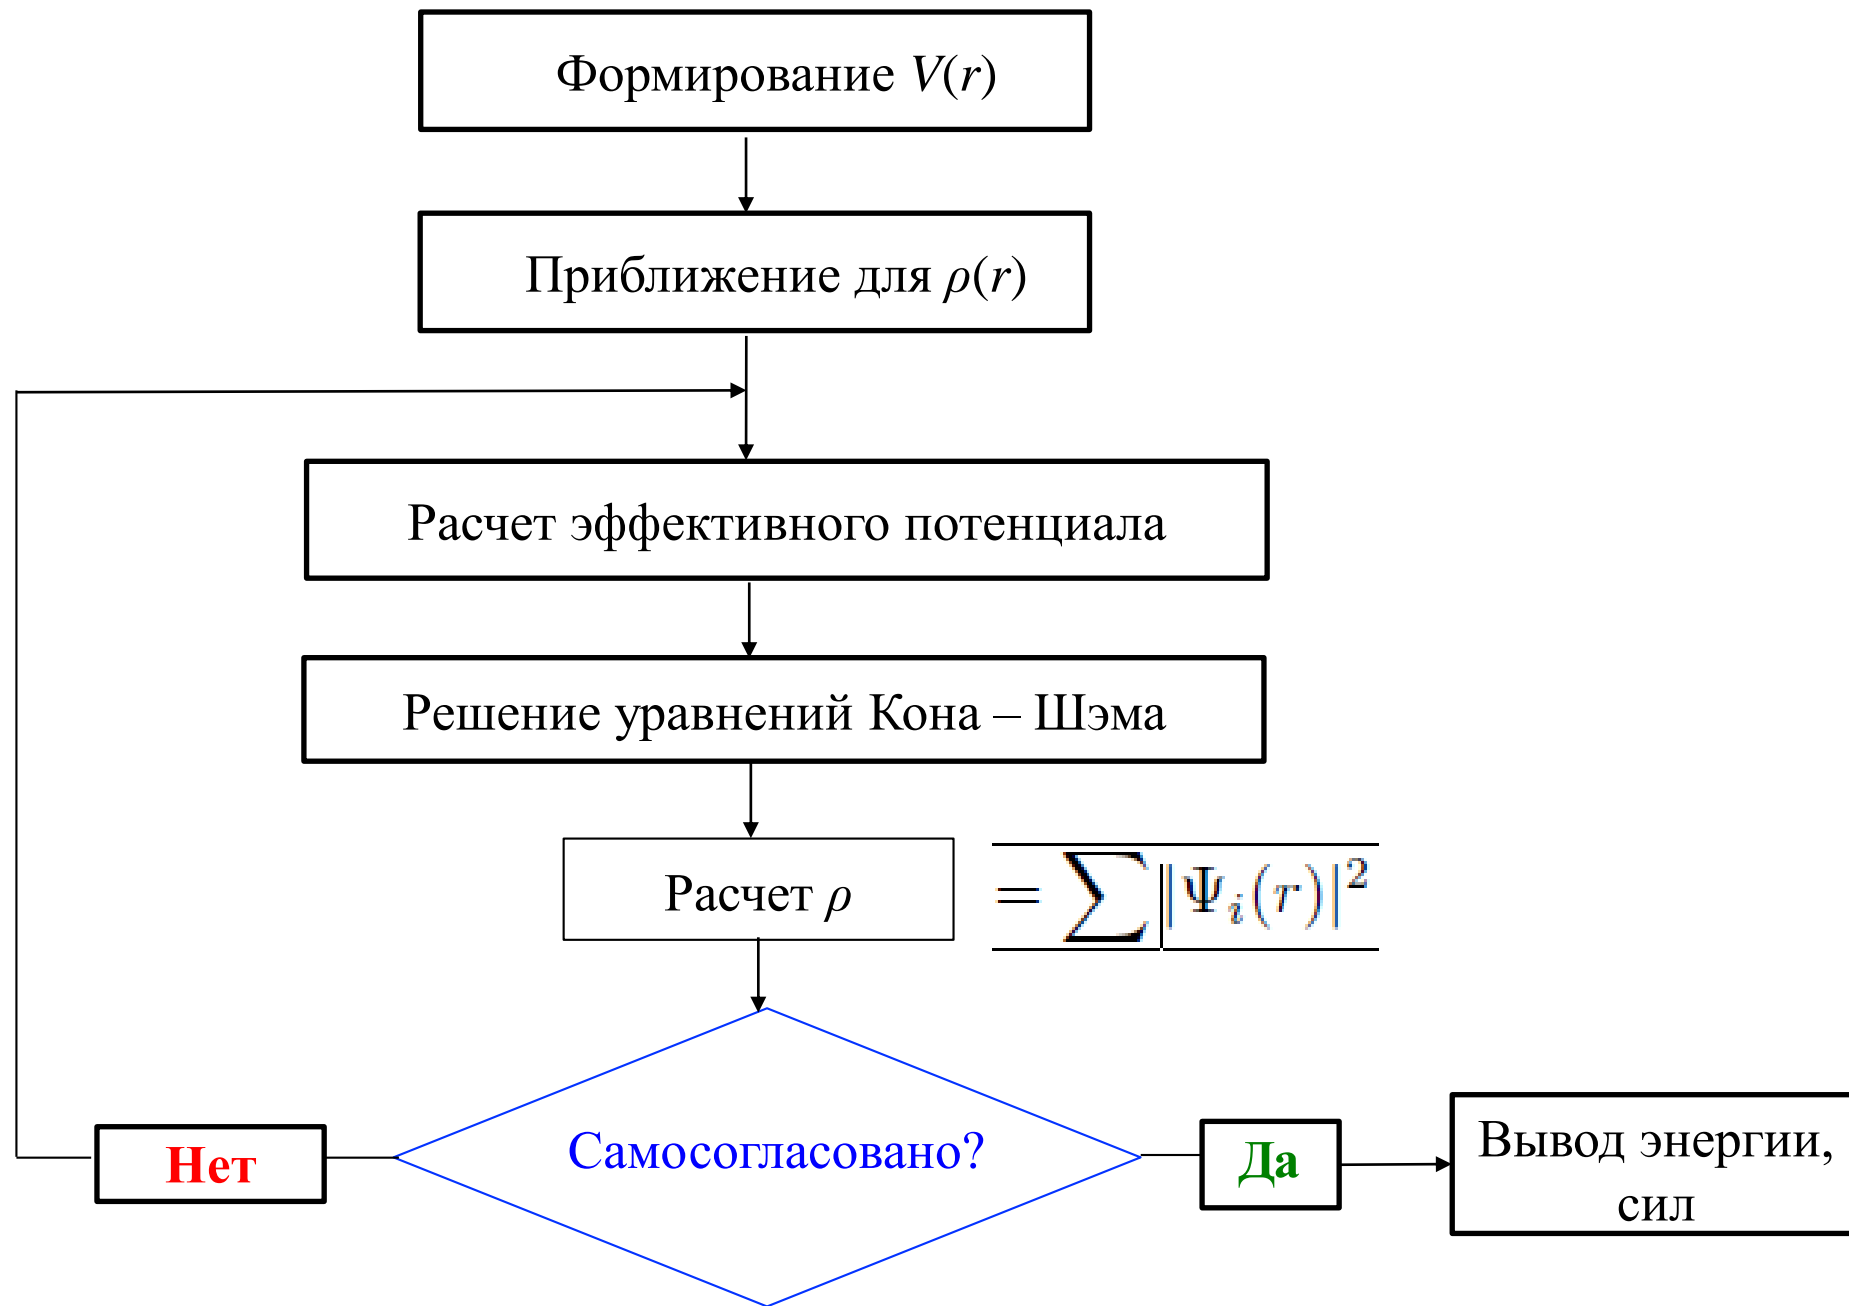 Формирование V(r)
Приближение для ρ(r)
Расчет эффективного потенциала
Решение уравнений Кона – Шэма
Расчет ρ
= ∑|Ψᵢ(r)|²
Самосогласовано?
Нет
Да
Вывод энергии,
сил